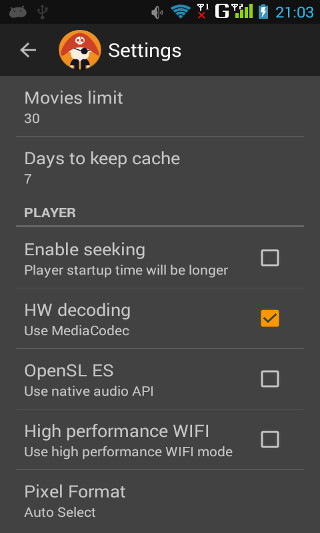 G 21:03
Settings
Movies limit
30
Days to keep cache
7
PLAYER
Enable seeking
Player startup time will be longer
HW decoding
Use MediaCodec
OpenSL ES
Use native audio API
High performance WIFI
Use high performance WIFI mode
Pixel Format
Auto Select